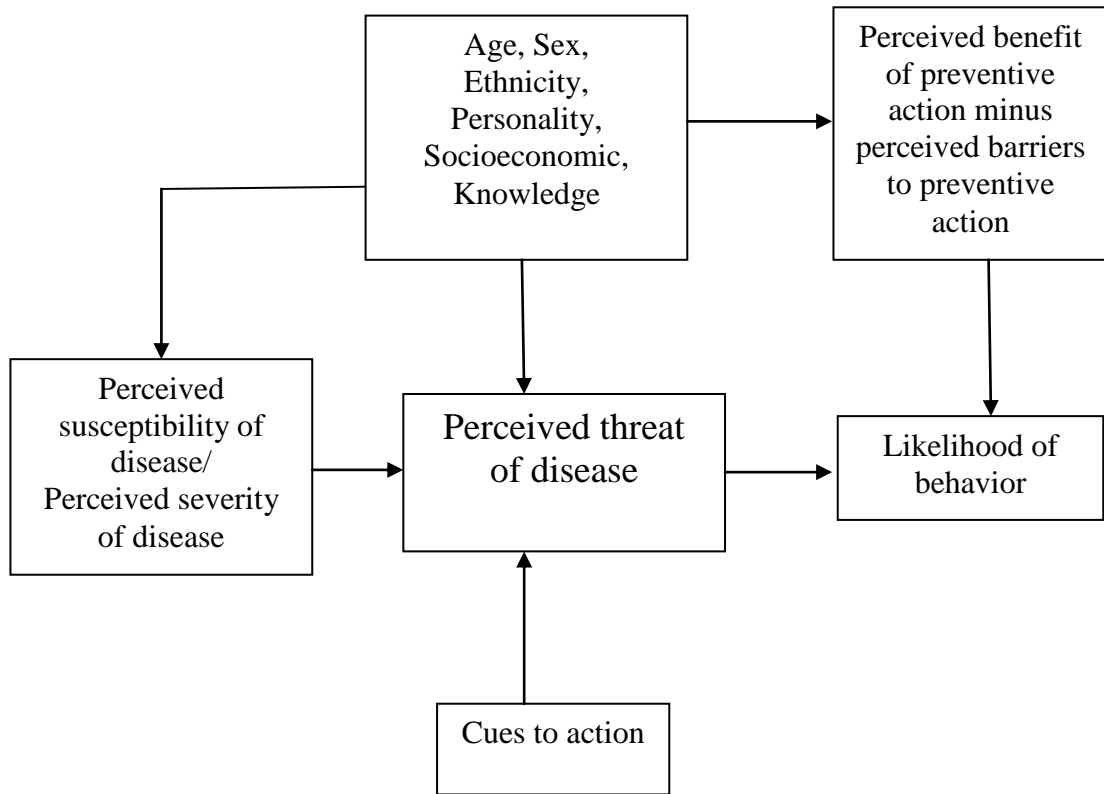 Age, Sex,
Ethnicity,
Personality,
Socioeconomic,
Knowledge
Perceived benefit
of preventive
action minus
perceived barriers
to preventive
action
Perceived
susceptibility of
disease/
Perceived severity
of disease
Perceived threat
of disease
Likelihood of
behavior
Cues to action